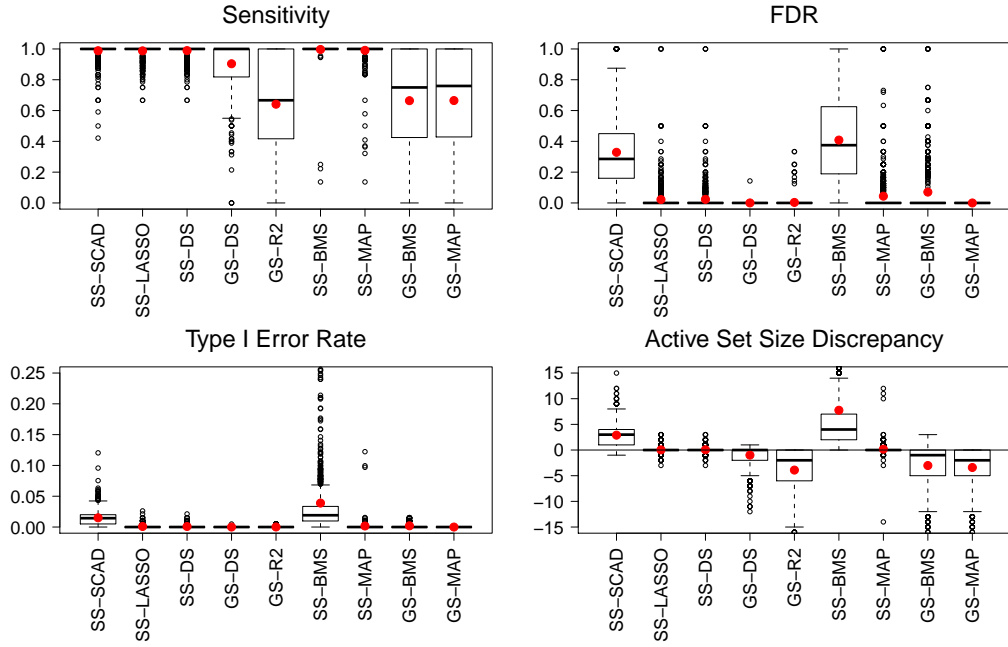 Sensitivity
1.0
0.8
0.6
0.4
0.2
0.0
SS−SCAD
SS−LASSO
SS−DS
GS−DS
GS−R2
SS−BMS
SS−MAP
GS−BMS
GS−MAP
FDR
1.0
0.8
0.6
0.4
0.2
0.0
SS−SCAD
SS−LASSO
SS−DS
GS−DS
GS−R2
SS−BMS
SS−MAP
GS−BMS
GS−MAP
Type I Error Rate
0.25
0.20
0.15
0.10
0.05
0.00
SS−SCAD
SS−LASSO
SS−DS
GS−DS
GS−R2
SS−BMS
SS−MAP
GS−BMS
GS−MAP
Active Set Size Discrepancy
15
10
5
0
−5
−10
−15
SS−SCAD
SS−LASSO
SS−DS
GS−DS
GS−R2
SS−BMS
SS−MAP
GS−BMS
GS−MAP